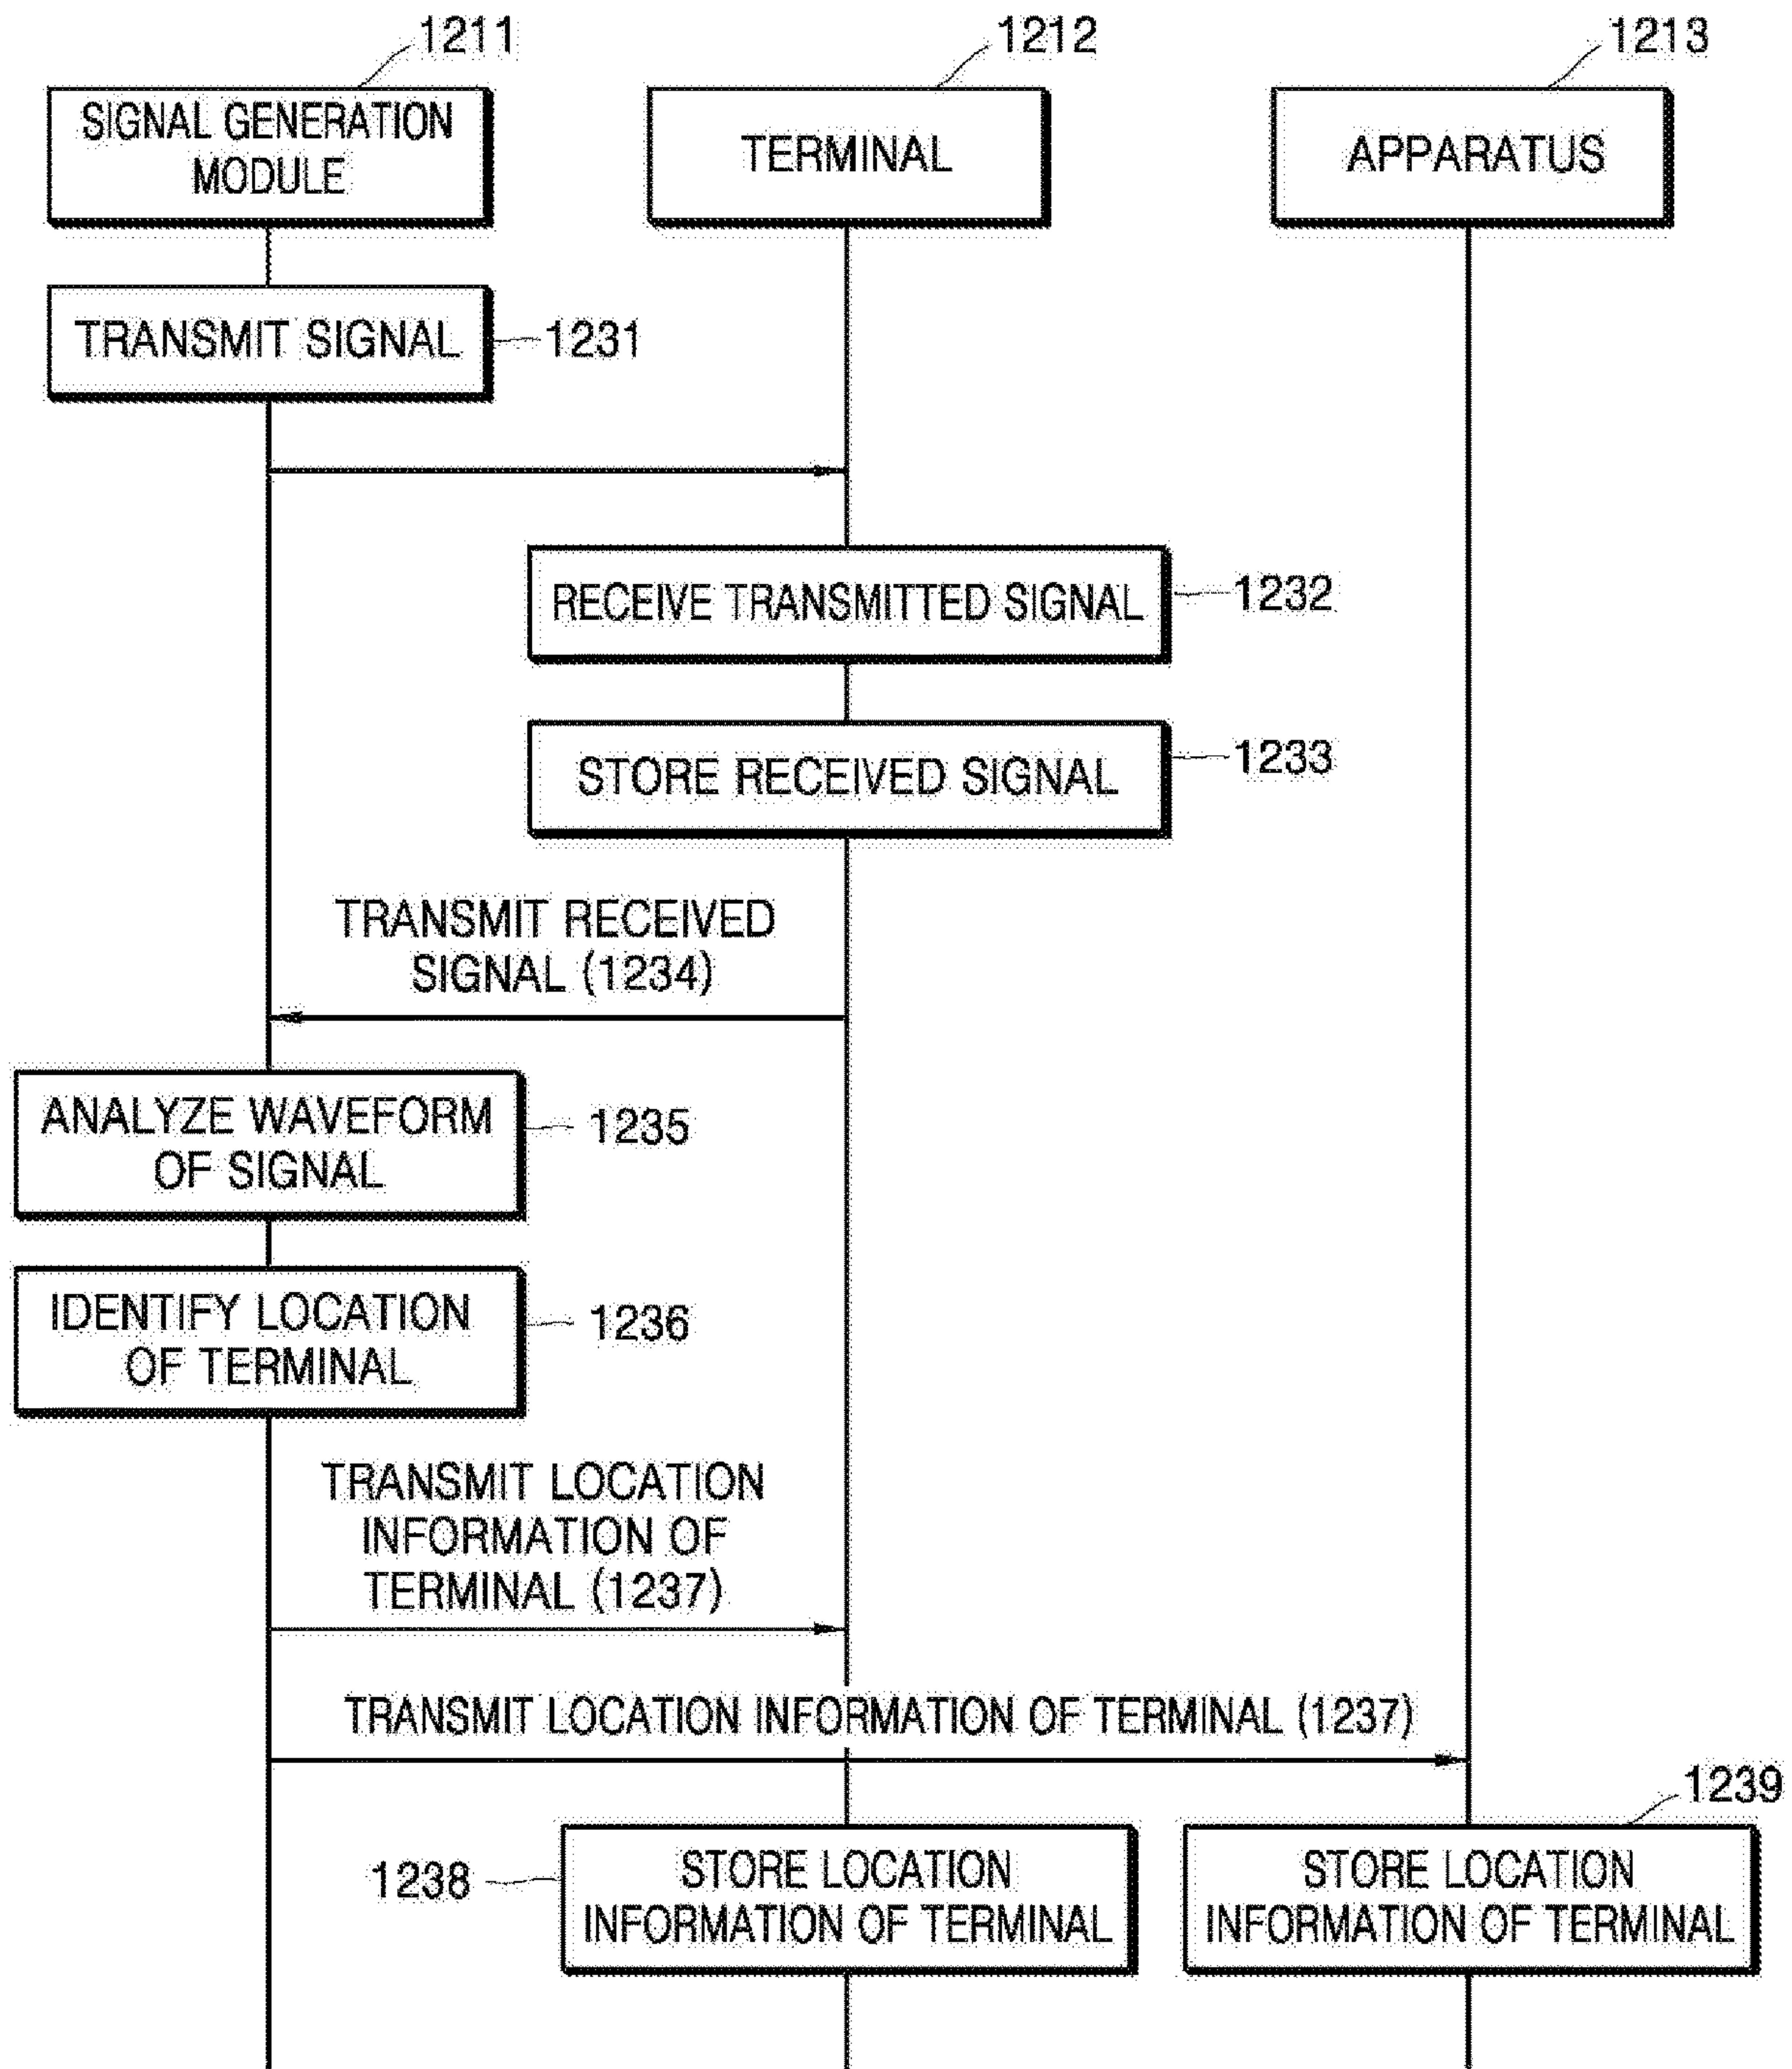 1211
1212
1213
SIGNAL GENERATION
MODULE
TERMINAL
APPARATUS
TRANSMIT SIGNAL
1231
RECEIVE TRANSMITTED SIGNAL
1232
STORE RECEIVED SIGNAL
1233
TRANSMIT RECEIVED
SIGNAL (1234)
ANALYZE WAVEFORM
OF SIGNAL
1235
IDENTIFY LOCATION
OF TERMINAL
1236
TRANSMIT LOCATION
INFORMATION OF
TERMINAL (1237)
TRANSMIT LOCATION INFORMATION OF TERMINAL (1237)
1239
1238
STORE LOCATION
INFORMATION OF TERMINAL
STORE LOCATION
INFORMATION OF TERMINAL